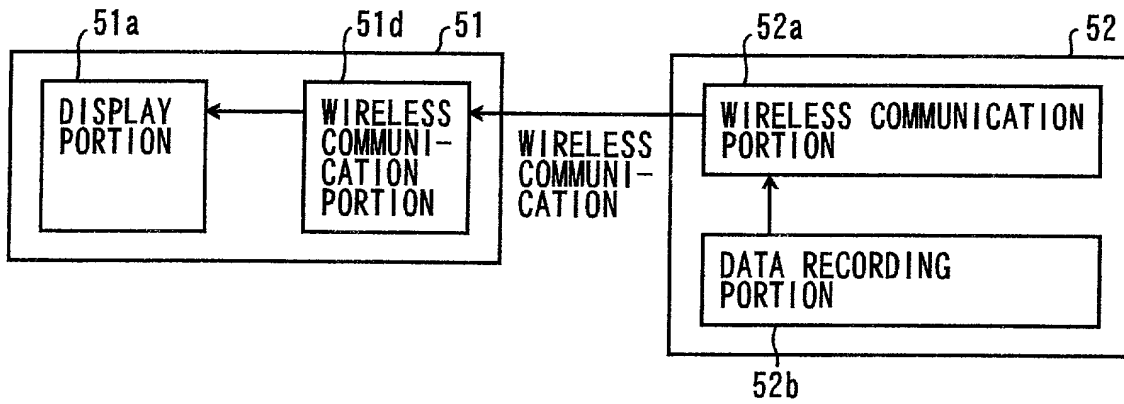 51a
51d
51
52a
52
DISPLAY
PORTION
WIRELESS
COMMUNI-
CATION
PORTION
WIRELESS
COMMUNI-
CATION
WIRELESS COMMUNICATION
PORTION
DATA RECORDING
PORTION
52b